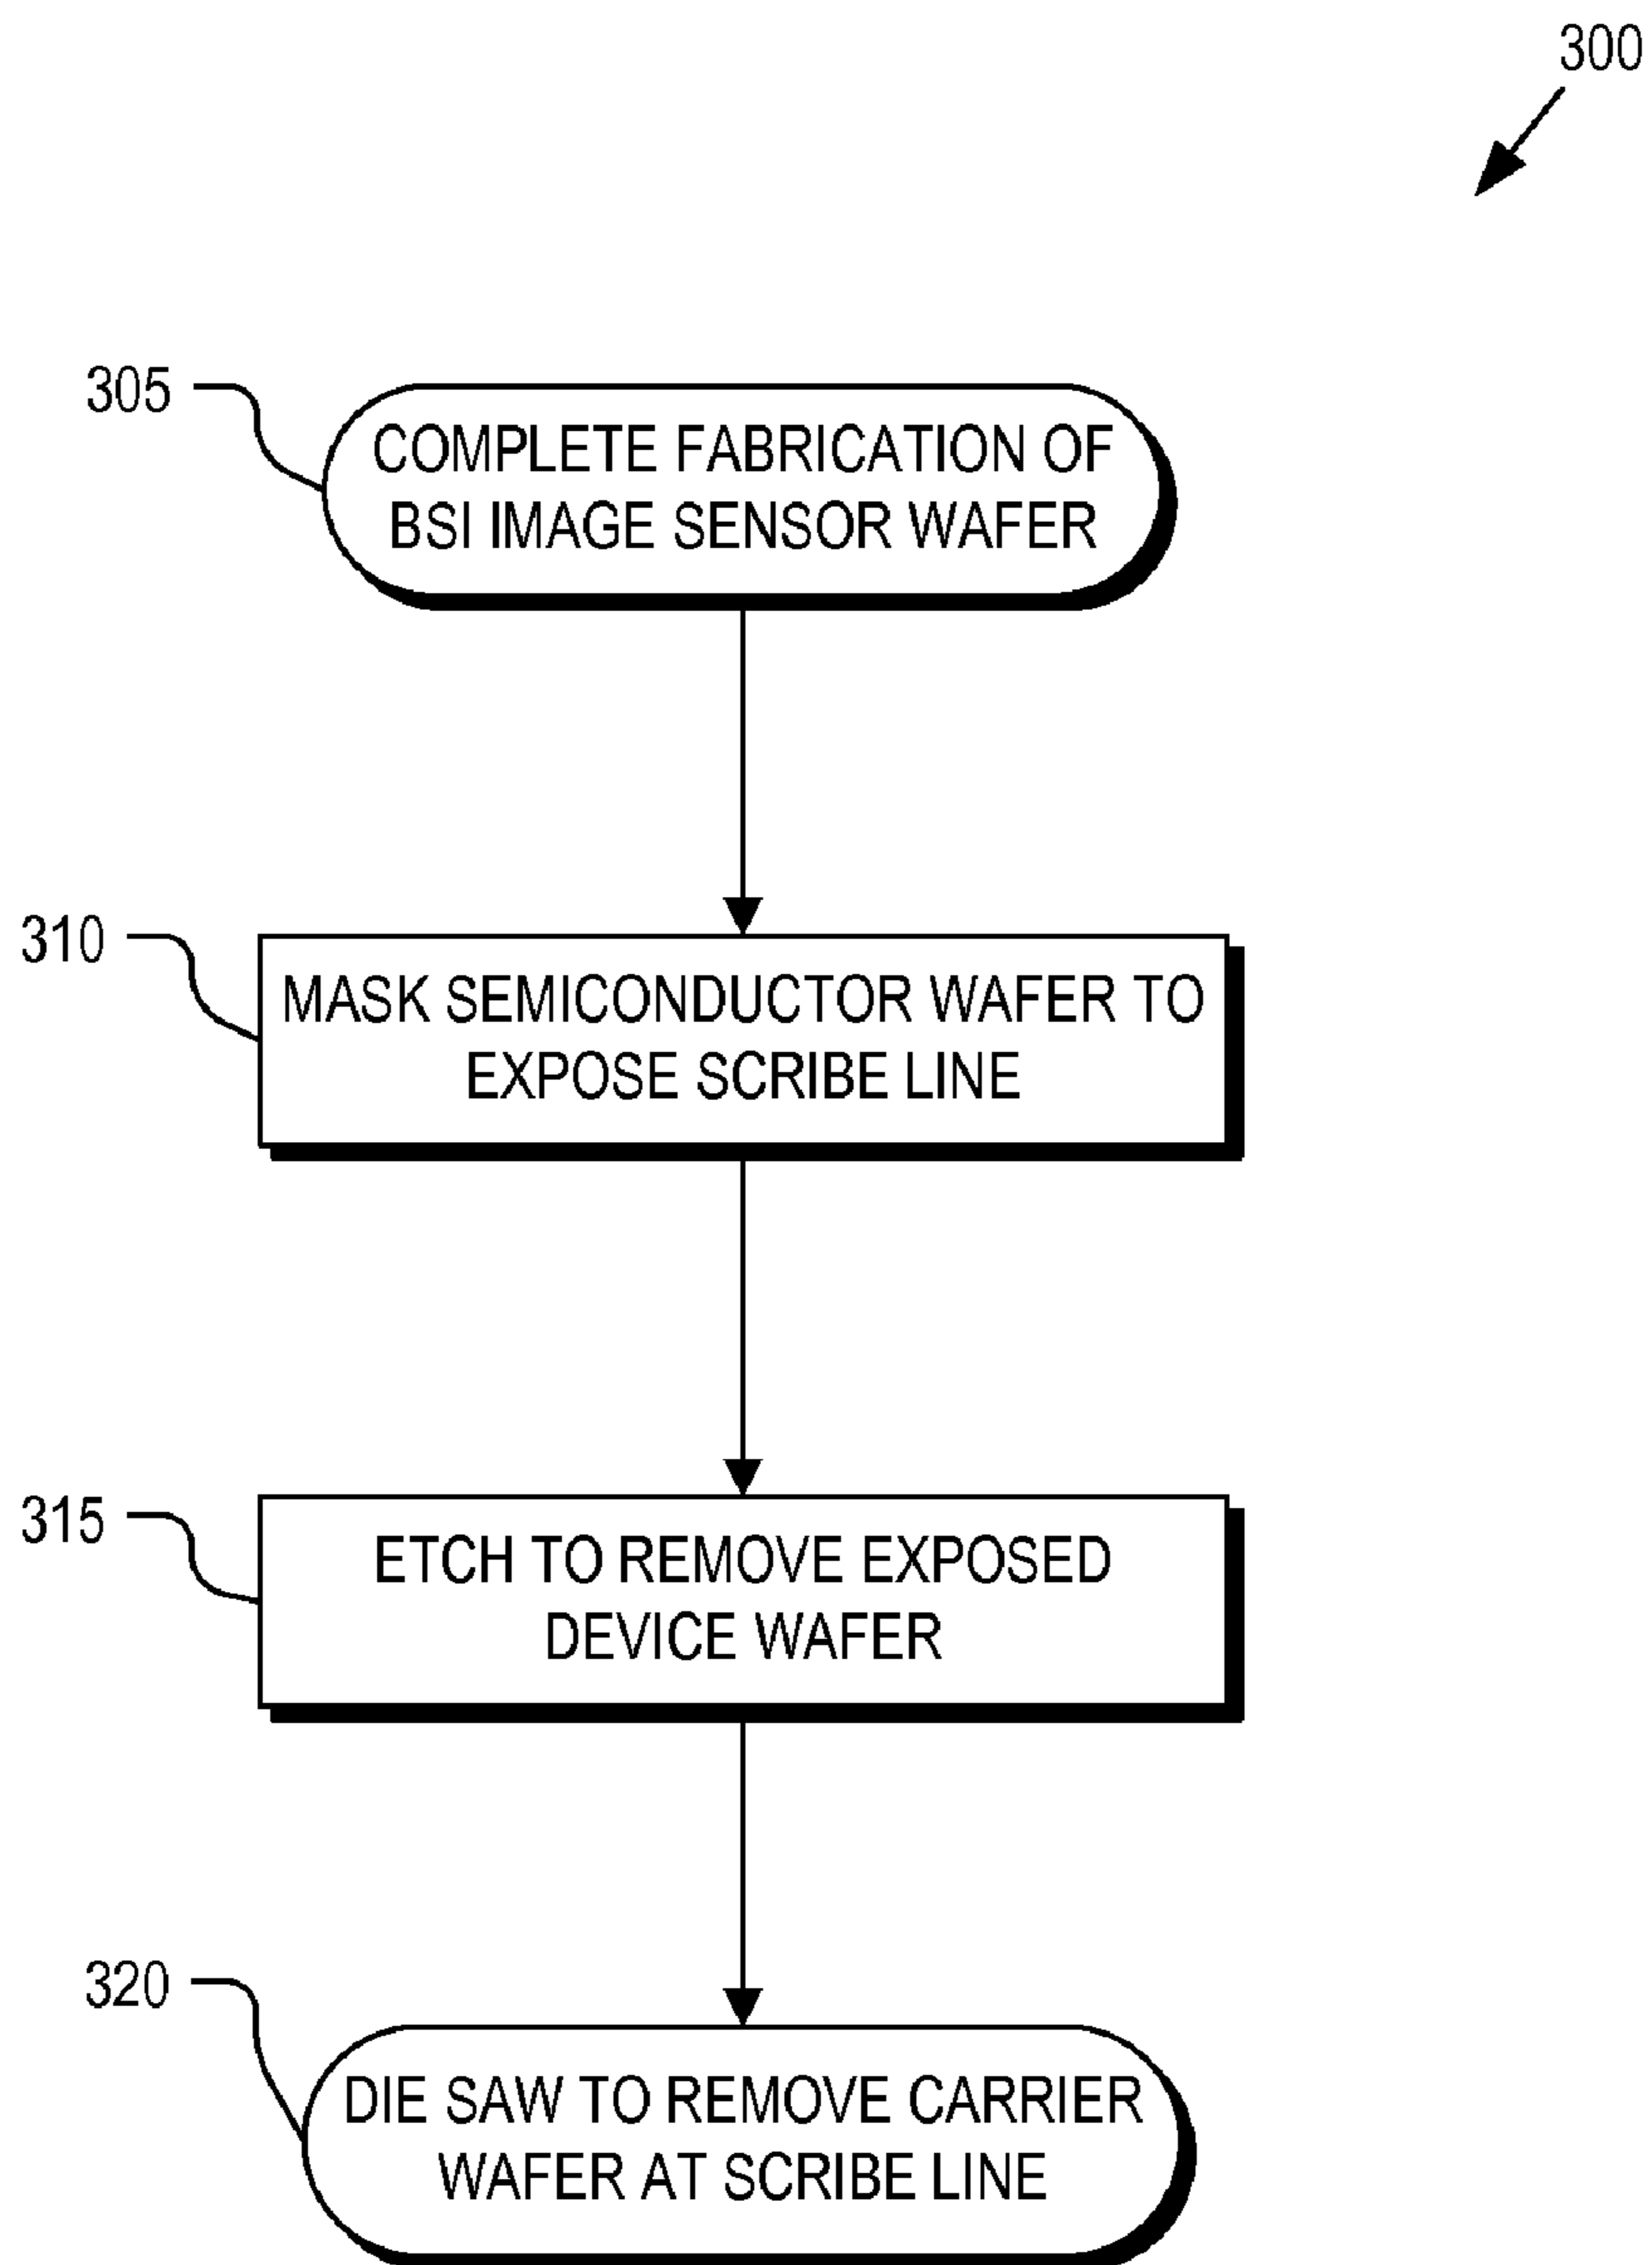 300
305
COMPLETE FABRICATION OF
BSI IMAGE SENSOR WAFER
310
MASK SEMICONDUCTOR WAFER TO
EXPOSE SCRIBE LINE
315
ETCH TO REMOVE EXPOSED
DEVICE WAFER
320
DIE SAW TO REMOVE CARRIER
WAFER AT SCRIBE LINE